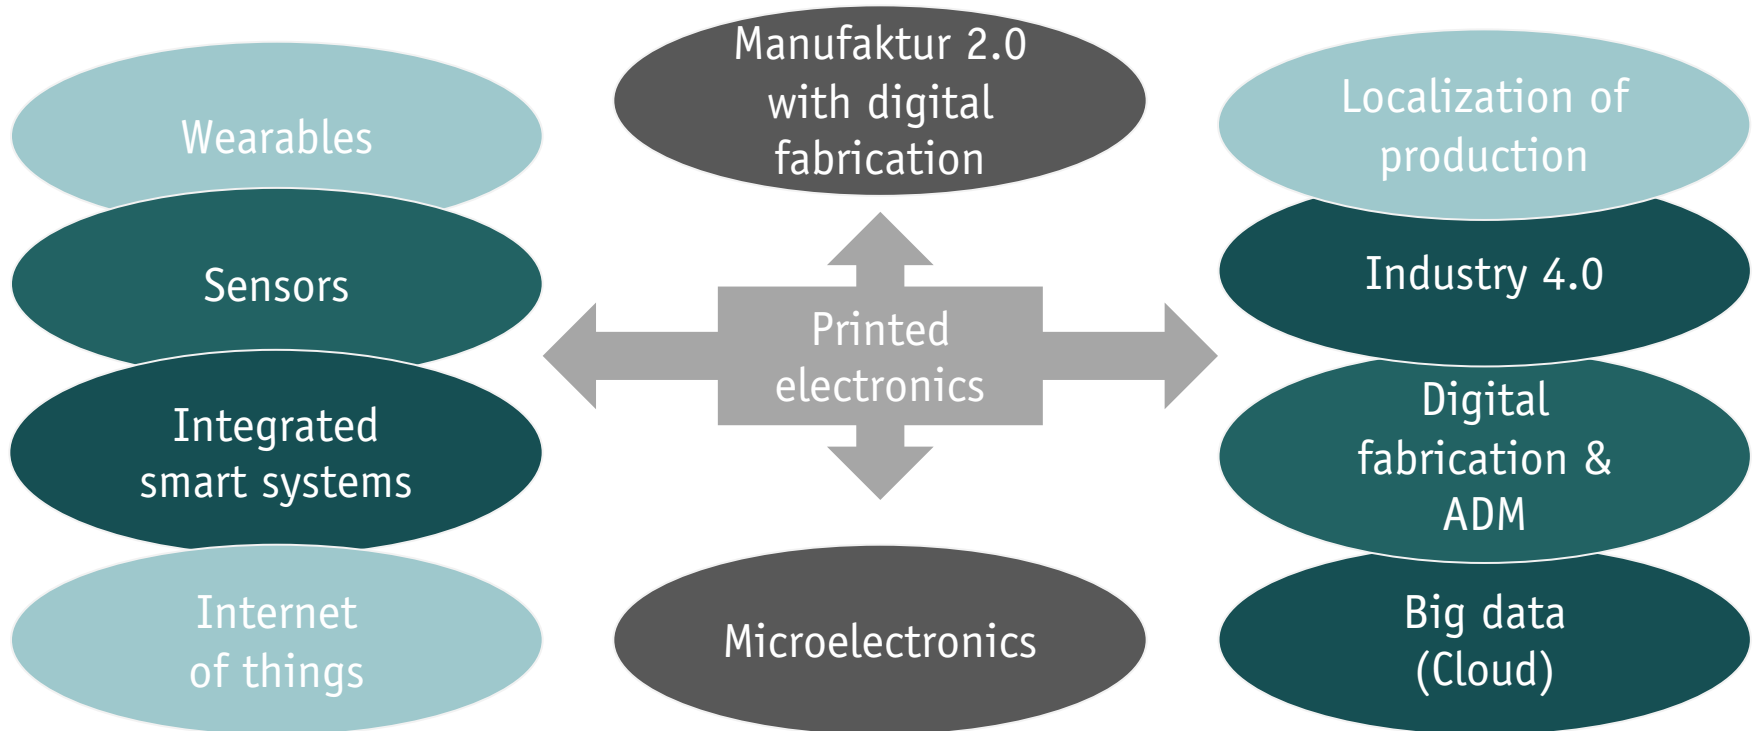 Wearables
Sensors
Integrated
smart systems
Internet
of things
Manufaktur 2.0
with digital
fabrication
Printed
electronics
Microelectronics
Localization of
production
Industry 4.0
Digital
fabrication &
ADM
Big data
(Cloud)